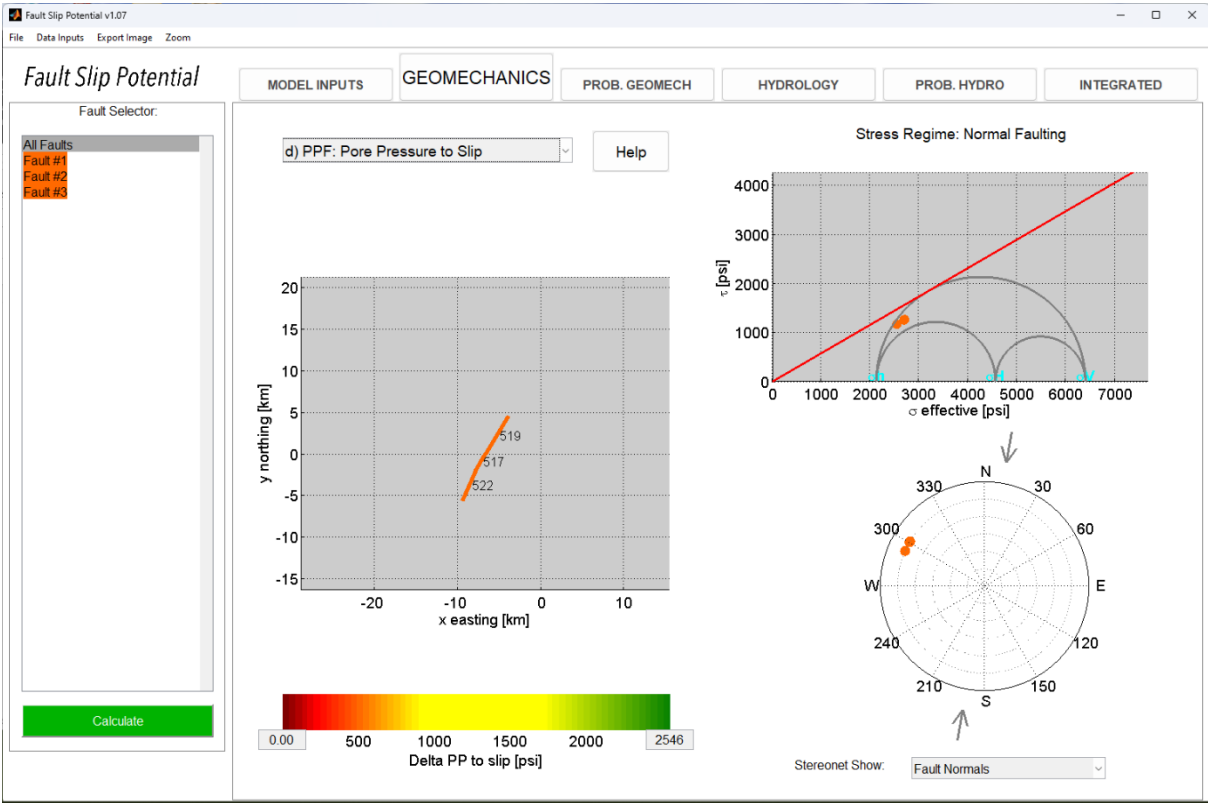 Fault Slip Potential v1.07
File Data Inputs Export Image Zoom
Fault Slip Potential
MODEL INPUTS GEOMECHANICS PROB. GEOMECH HYDROLOGY PROB. HYDRO INTEGRATED
Fault Selector:
All Faults
Fault #1
Fault #2
Fault #3
Calculate
d) PPF: Pore Pressure to Slip
Help
20
15
10
5
0
-5
-10
-15
y northing [km]
519
517
522
-20 -10 0 10
x easting [km]
0.00 500 1000 1500 2000 2546
Delta PP to slip [psi]
Stress Regime: Normal Faulting
4000
3000
2000
1000
0
τ [psi]
0 1000 2000 3000 4000 5000 6000 7000
σ effective [psi]
N
330 30
300 60
W E
240 120
210 150
S
Stereonet Show: Fault Normals